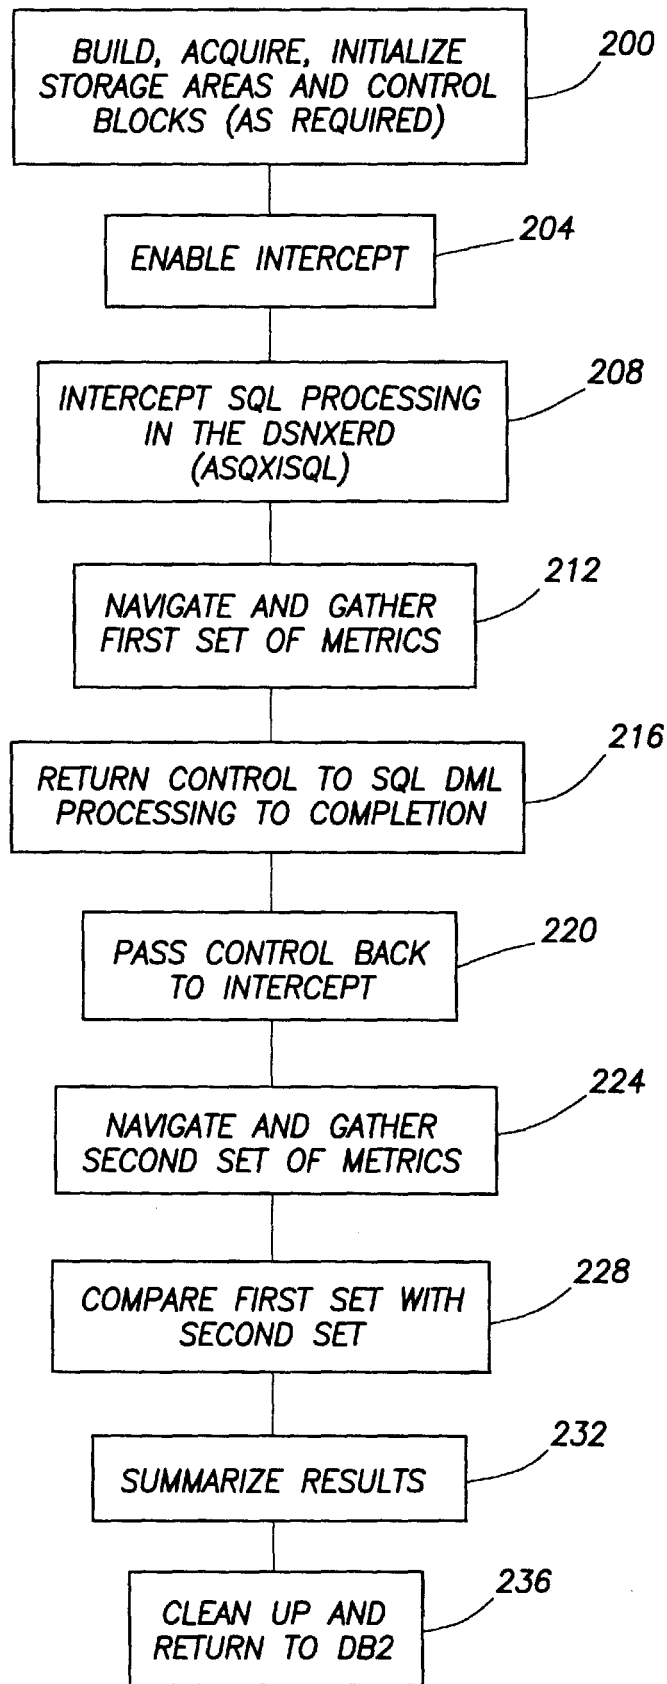 BUILD, ACQUIRE, INITIALIZE
STORAGE AREAS AND CONTROL
BLOCKS (AS REQUIRED)
200
ENABLE INTERCEPT
204
INTERCEPT SQL PROCESSING
IN THE DSNXERD
(ASQXISQL)
208
NAVIGATE AND GATHER
FIRST SET OF METRICS
212
RETURN CONTROL TO SQL DML
PROCESSING TO COMPLETION
216
PASS CONTROL BACK
TO INTERCEPT
220
NAVIGATE AND GATHER
SECOND SET OF METRICS
224
COMPARE FIRST SET WITH
SECOND SET
228
SUMMARIZE RESULTS
232
CLEAN UP AND
RETURN TO DB2
236